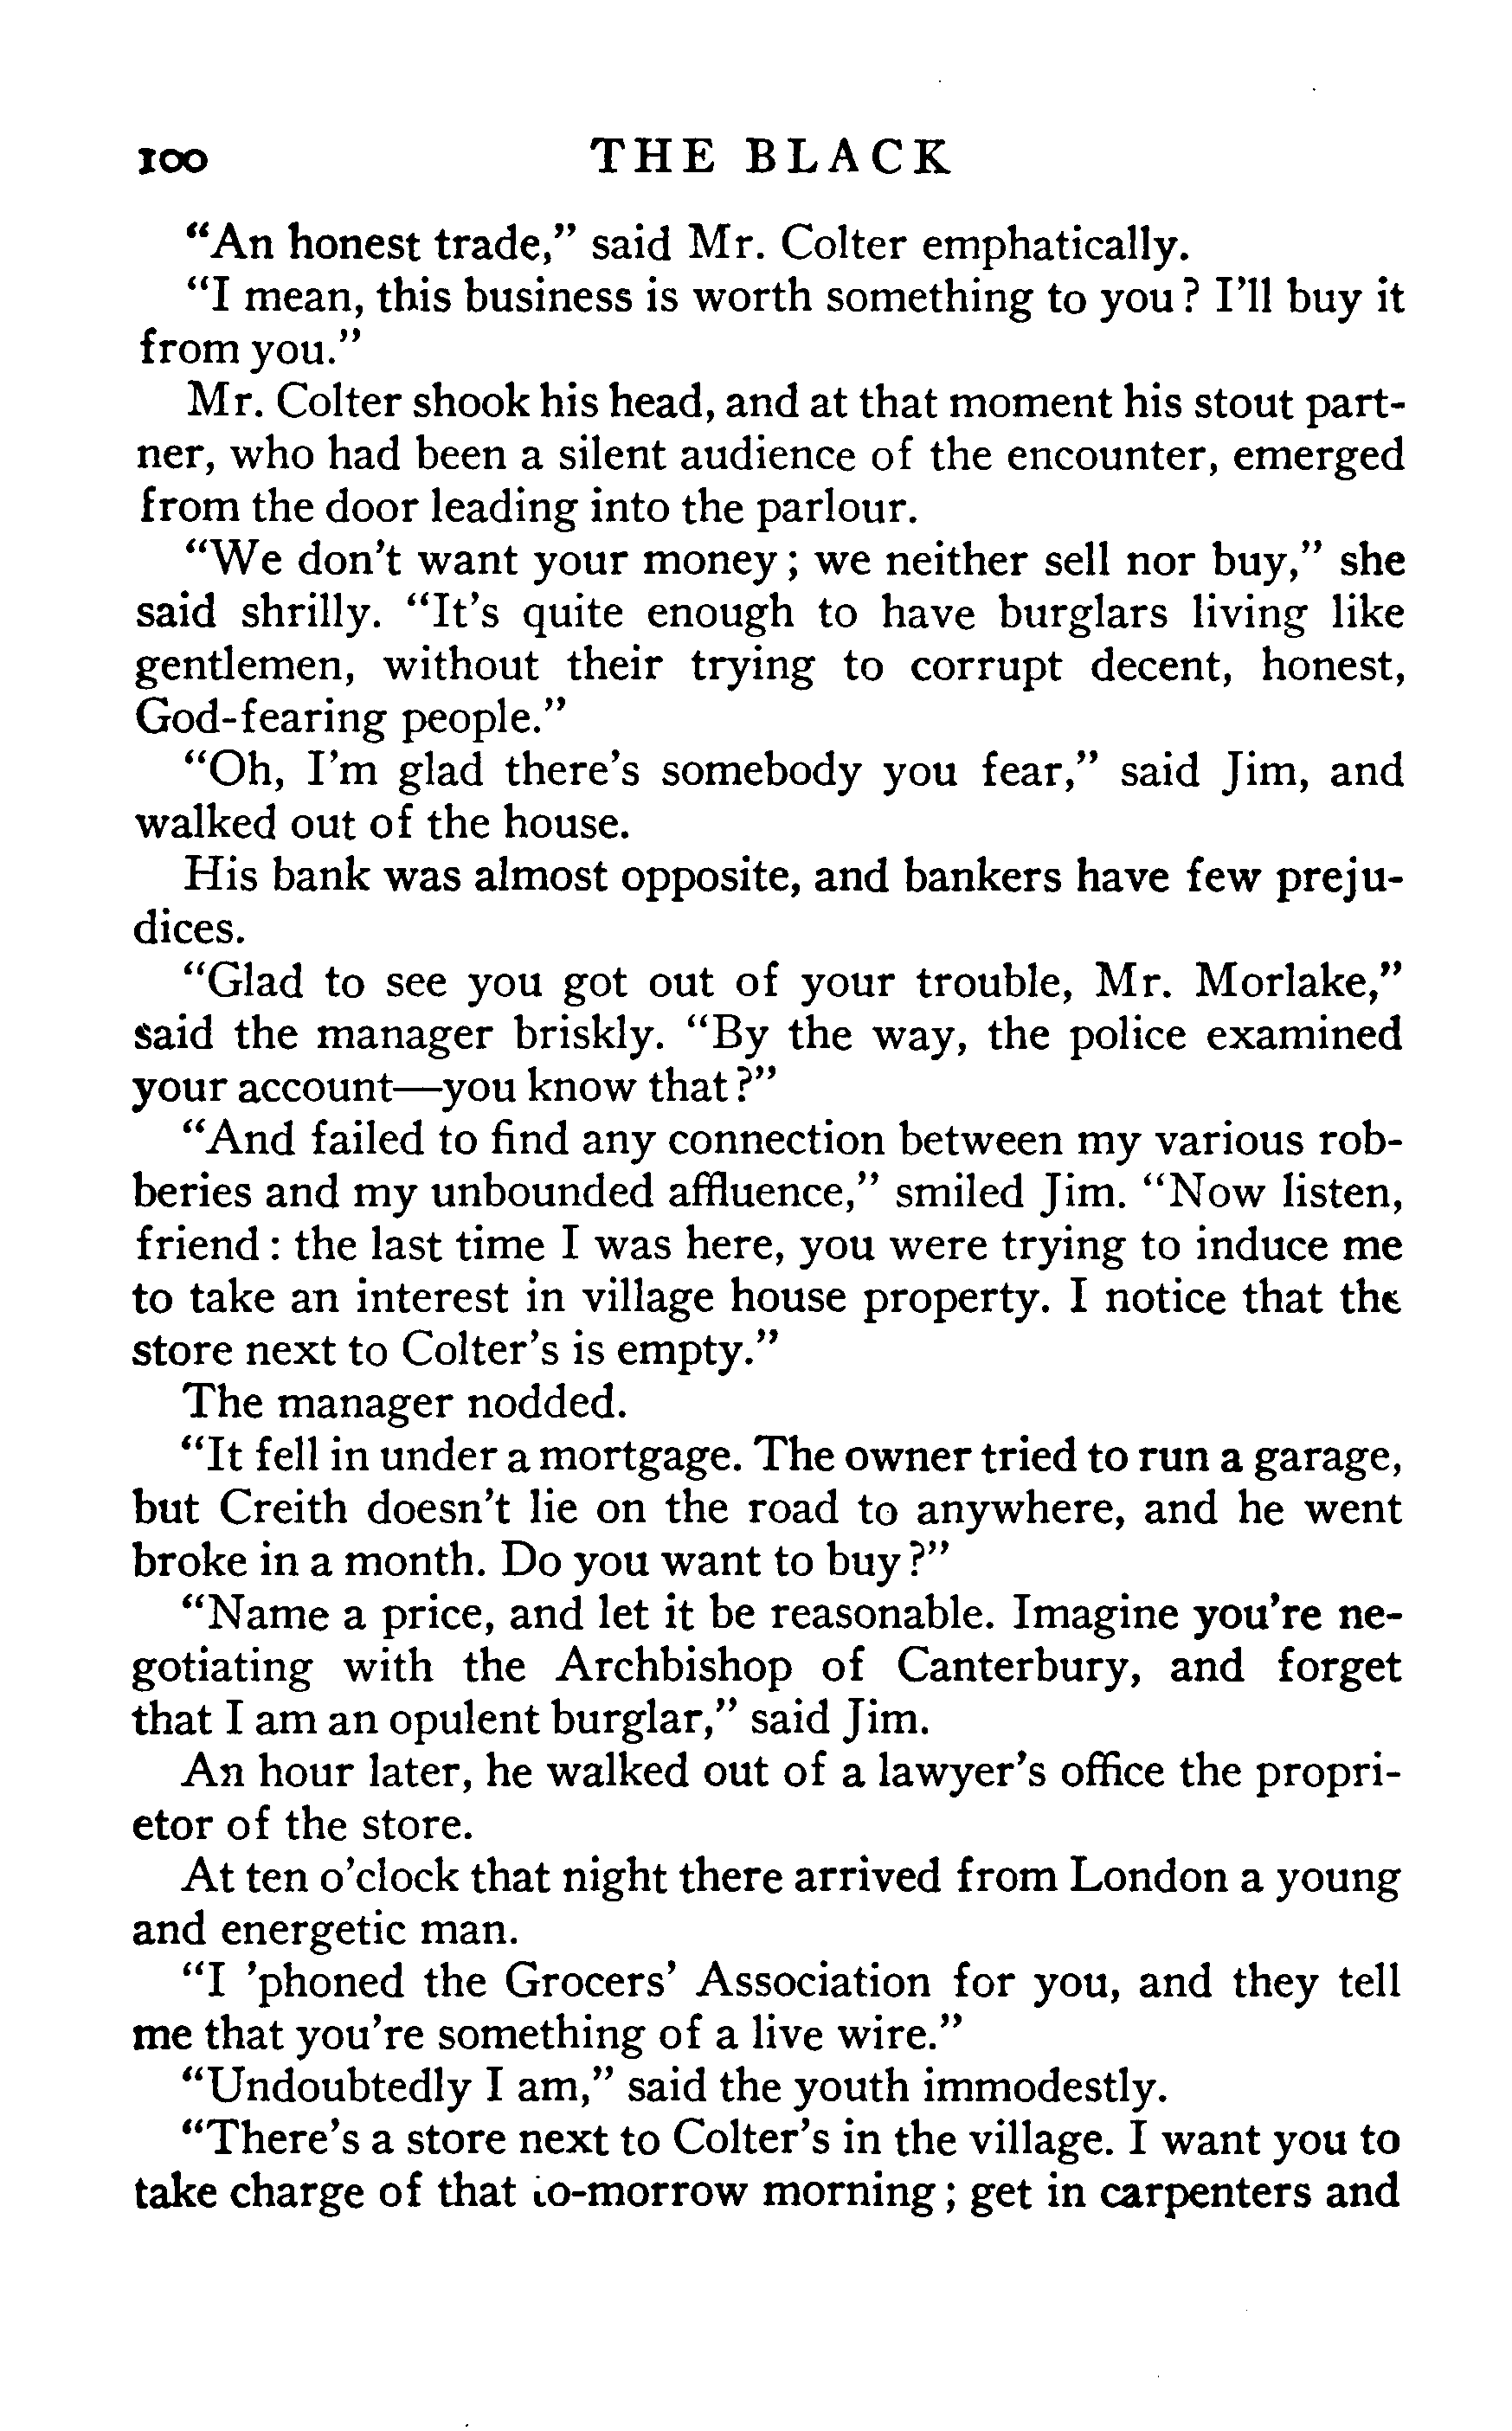 100 THE BLACK
“An honest trade,” said Mr. Colter emphatically.
“I mean, this business is worth something to you? I’ll buy it
from you.”
Mr. Colter shook his head, and at that moment his stout part-
ner, who had been a silent audience of the encounter, emerged
from the door leading into the parlour.
“We don’t want your money; we neither sell nor buy,” she
said shrilly. “It’s quite enough to have burglars living like
gentlemen, without their trying to corrupt decent, honest,
God-fearing people.”
“Oh, I’m glad there’s somebody you fear,” said Jim, and
walked out of the house.
His bank was almost opposite, and bankers have few preju-
dices.
“Glad to see you got out of your trouble, Mr. Morlake,”
said the manager briskly. “By the way, the police examined
your account—you know that?”
“And failed to find any connection between my various rob-
beries and my unbounded affluence,” smiled Jim. “Now listen,
friend: the last time I was here, you were trying to induce me
to take an interest in village house property. I notice that the
store next to Colter’s is empty.”
The manager nodded.
“It fell in under a mortgage. The owner tried to run a garage,
but Creith doesn’t lie on the road to anywhere, and he went
broke in a month. Do you want to buy?”
“Name a price, and let it be reasonable. Imagine you’re ne-
gotiating with the Archbishop of Canterbury, and forget
that I am an opulent burglar,” said Jim.
An hour later, he walked out of a lawyer’s office the propri-
etor of the store.
At ten o’clock that night there arrived from London a young
and energetic man.
“I ’phoned the Grocers’ Association for you, and they tell
me that you’re something of a live wire.”
“Undoubtedly I am,” said the youth immodestly.
“There’s a store next to Colter’s in the village. I want you to
take charge of that to-morrow morning; get in carpenters and